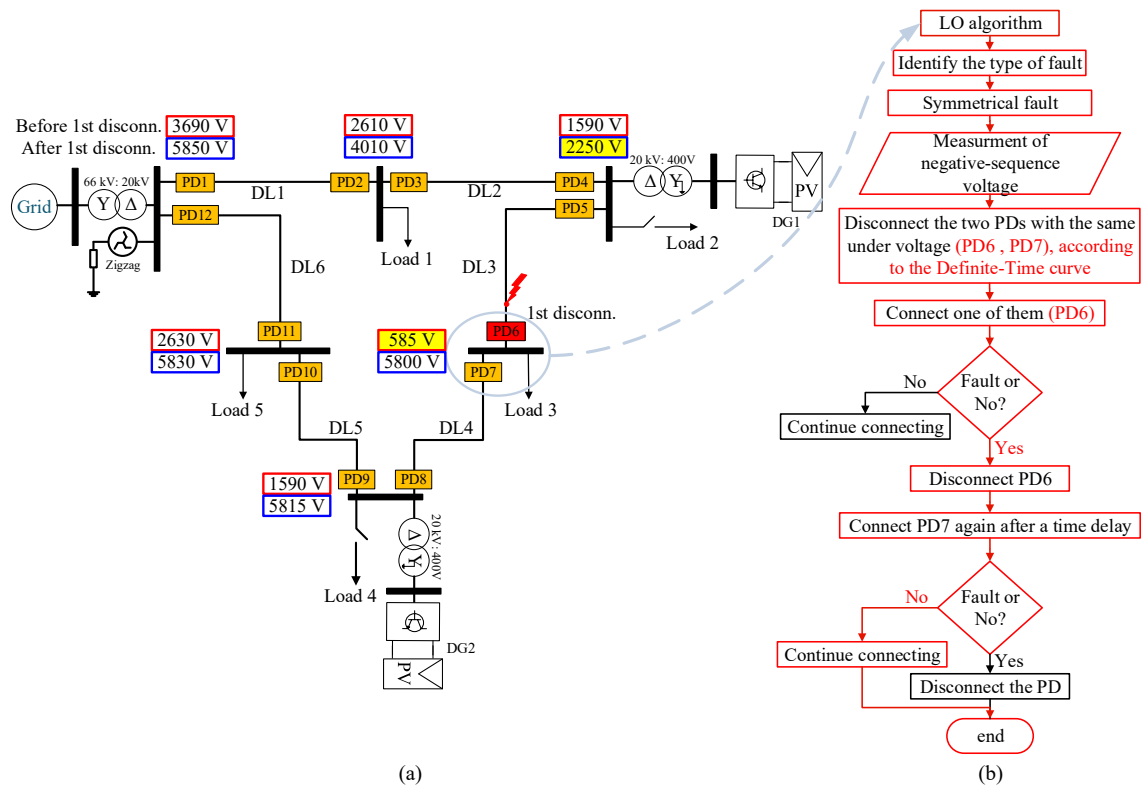 Before 1st disconn.
After 1st disconn.
3690 V
5850 V
2610 V
4010 V
1590 V
2250 V
66 kV: 20kV
20 kV: 400V
Grid
Y
Δ
Zigzag
PD1
PD12
DL1
PD2
PD3
DL2
PD4
PD5
Δ
Y
PV
DG1
Load 1
Load 2
DL6
DL3
1st disconn.
PD11
PD10
2630 V
5830 V
585 V
5800 V
PD6
PD7
Load 5
Load 3
DL5
DL4
1590 V
5815 V
PD9
PD8
20 kV: 400V
Δ
Y
Load 4
DG2
PV
(a)
LO algorithm
Identify the type of fault
Symmetrical fault
Measurment of
negative-sequence
voltage
Disconnect the two PDs with the same
under voltage (PD6 , PD7), according
to the Definite-Time curve
Connect one of them (PD6)
Fault or
No?
No
Continue connecting
Yes
Disconnect PD6
Connect PD7 again after a time delay
Fault or
No?
No
Continue connecting
Yes
Disconnect the PD
end
(b)